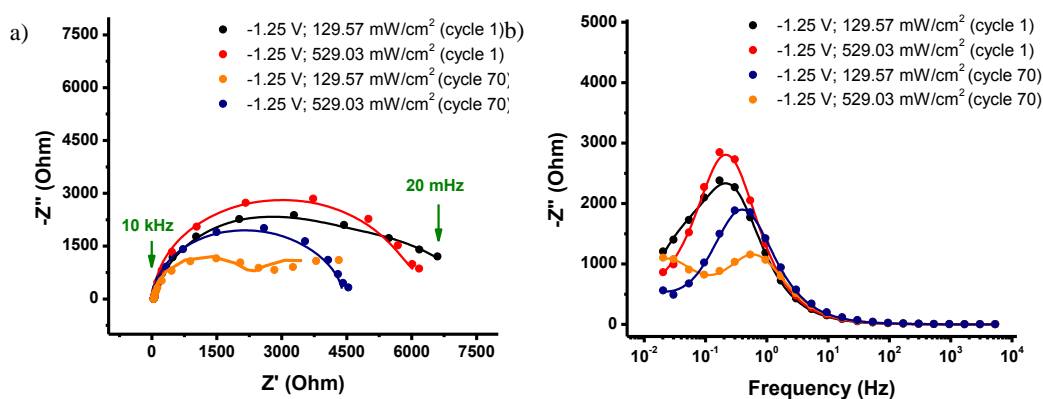 a)
7500
6000
4500
3000
1500
0
-Z" (Ohm)
-1.25 V; 129.57 mW/cm² (cycle 1)
-1.25 V; 529.03 mW/cm² (cycle 1)
-1.25 V; 129.57 mW/cm² (cycle 70)
-1.25 V; 529.03 mW/cm² (cycle 70)
10 kHz
20 mHz
0 1500 3000 4500 6000 7500
Z' (Ohm)
b)
5000
4000
3000
2000
1000
0
-Z" (Ohm)
-1.25 V; 129.57 mW/cm² (cycle 1)
-1.25 V; 529.03 mW/cm² (cycle 1)
-1.25 V; 129.57 mW/cm² (cycle 70)
-1.25 V; 529.03 mW/cm² (cycle 70)
10⁻² 10⁻¹ 10⁰ 10¹ 10² 10³ 10⁴
Frequency (Hz)